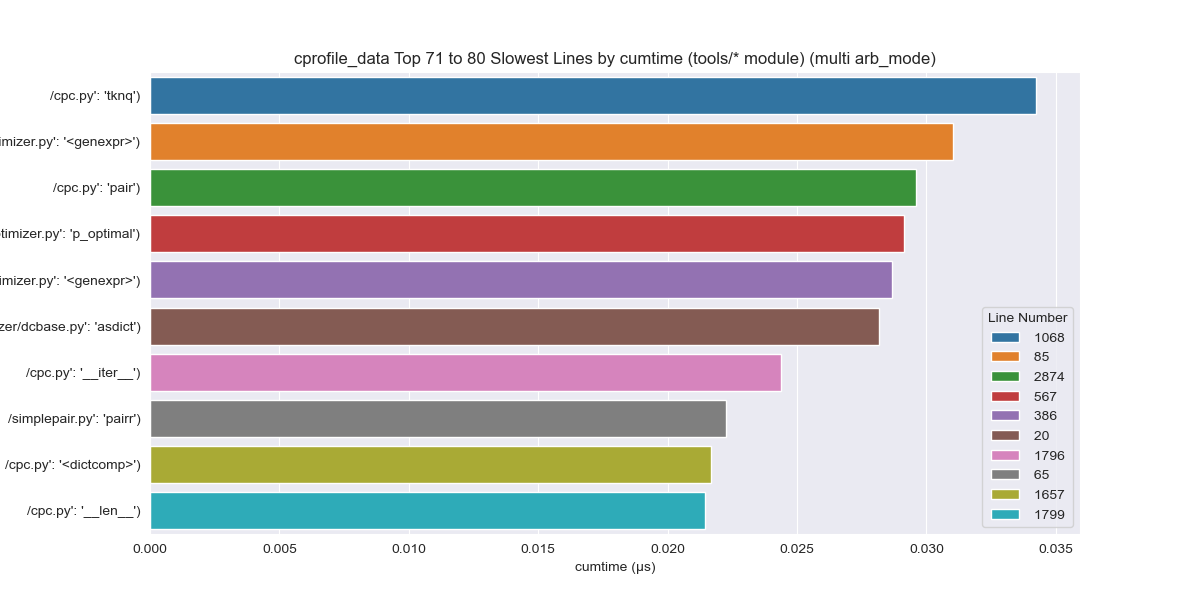 cprofile_data Top 71 to 80 Slowest Lines by cumtime (tools/* module) (multi arb_mode)
/cpc.py': 'tknq')
imizer.py': '<genexpr>')
/cpc.py': 'pair')
timizer.py': 'p_optimal')
imizer.py': '<genexpr>')
zer/dcbase.py': 'asdict')
/cpc.py': '__iter__')
/simplepair.py': 'pairr')
/cpc.py': '<dictcomp>')
/cpc.py': '__len__')
Line Number
1068
85
2874
567
386
20
1796
65
1657
1799
0.000 0.005 0.010 0.015 0.020 0.025 0.030 0.035
cumtime (µs)